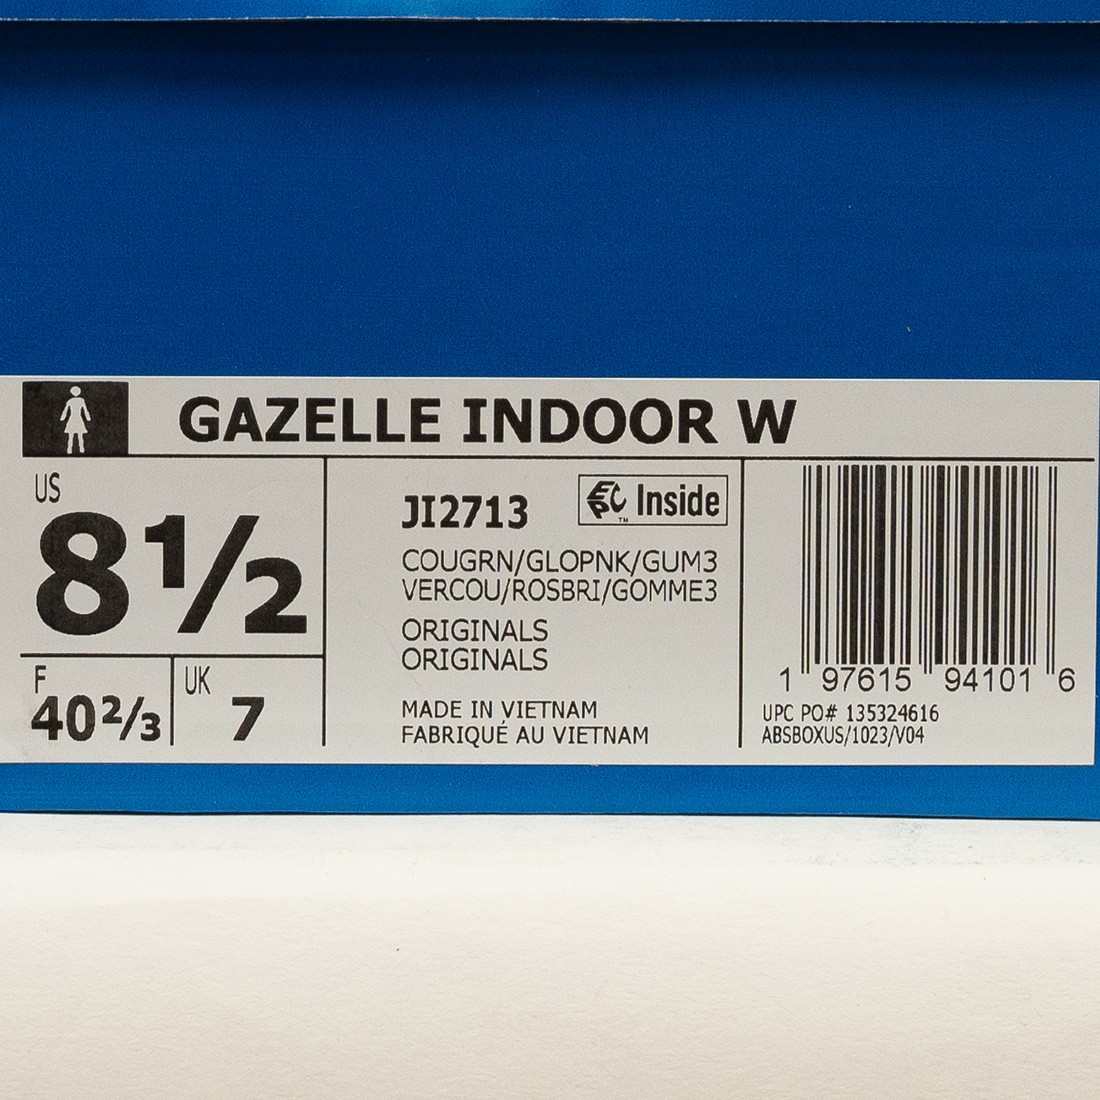 GAZELLE INDOOR W
US
8½
F
40⅔
UK
7
JI2713
EPC™ Inside
COUGRN/GLOPNK/GUM3
VERCOU/ROSBRI/GOMME3
ORIGINALS
ORIGINALS
MADE IN VIETNAM
FABRIQUÉ AU VIETNAM
1 97615 94101 6
UPC PO# 135324616
ABSBOXUS/1023/V04